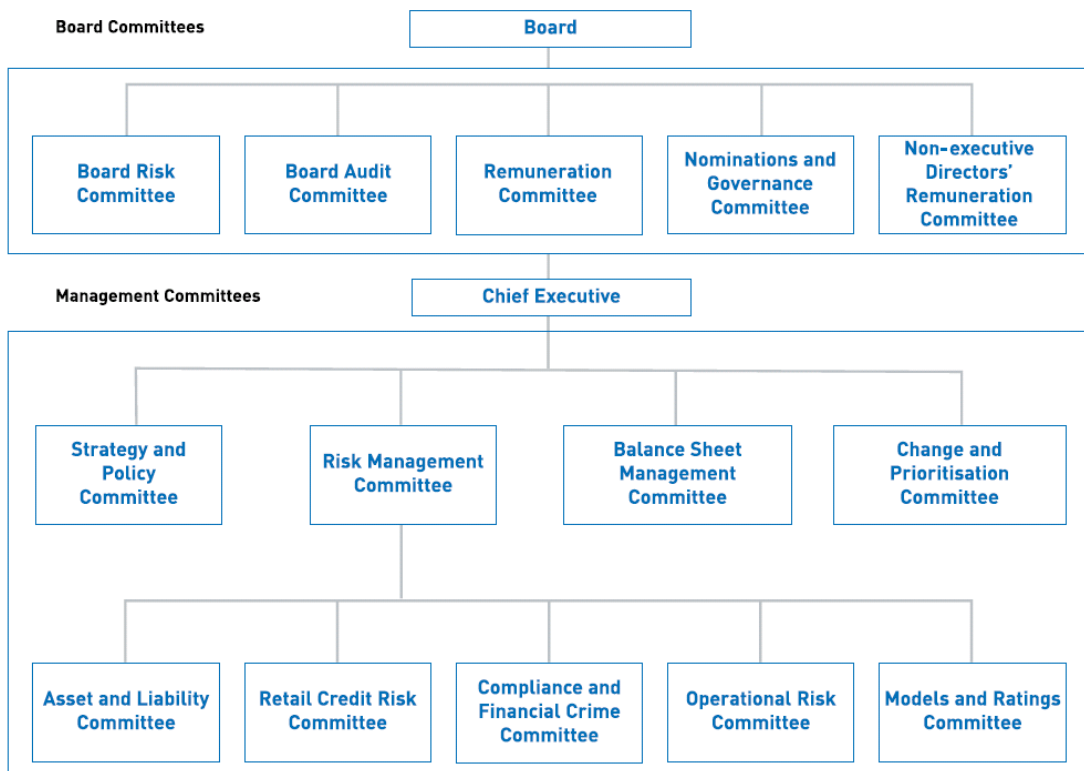 Board Committees
Board
Board Risk
Committee
Board Audit
Committee
Remuneration
Committee
Nominations and
Governance
Committee
Non-executive
Directors’
Remuneration
Committee
Management Committees
Chief Executive
Strategy and
Policy
Committee
Risk Management
Committee
Balance Sheet
Management
Committee
Change and
Prioritisation
Committee
Asset and Liability
Committee
Retail Credit Risk
Committee
Compliance and
Financial Crime
Committee
Operational Risk
Committee
Models and Ratings
Committee